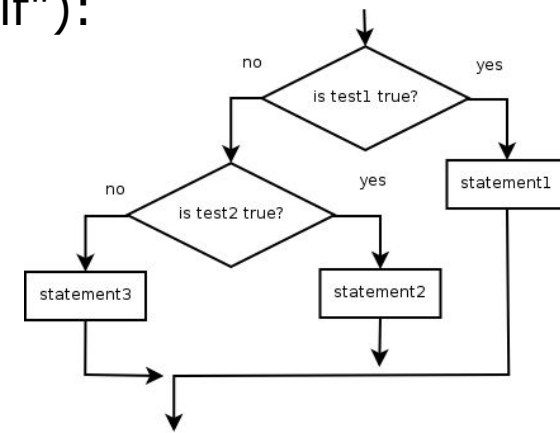 if"):
no
yes
is test1 true?
no
yes
statement1
is test2 true?
statement3
statement2